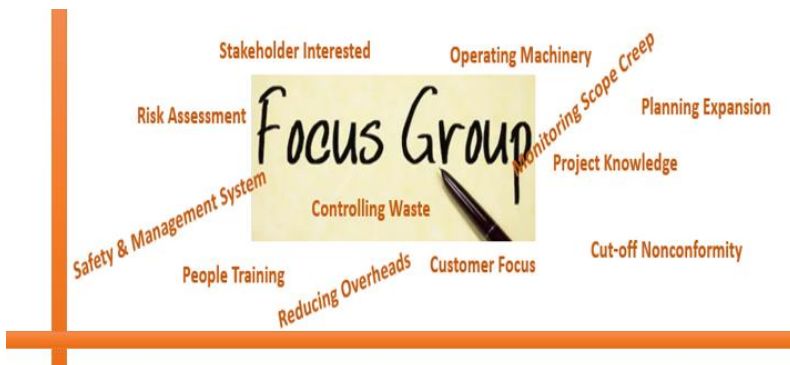 Stakeholder Interested
Operating Machinery
Monitoring Scope Creep
Risk Assessment
Planning Expansion
Focus Group
Project Knowledge
Safety & Management System
Controlling Waste
Cut-off Nonconformity
People Training
Reducing Overheads
Customer Focus